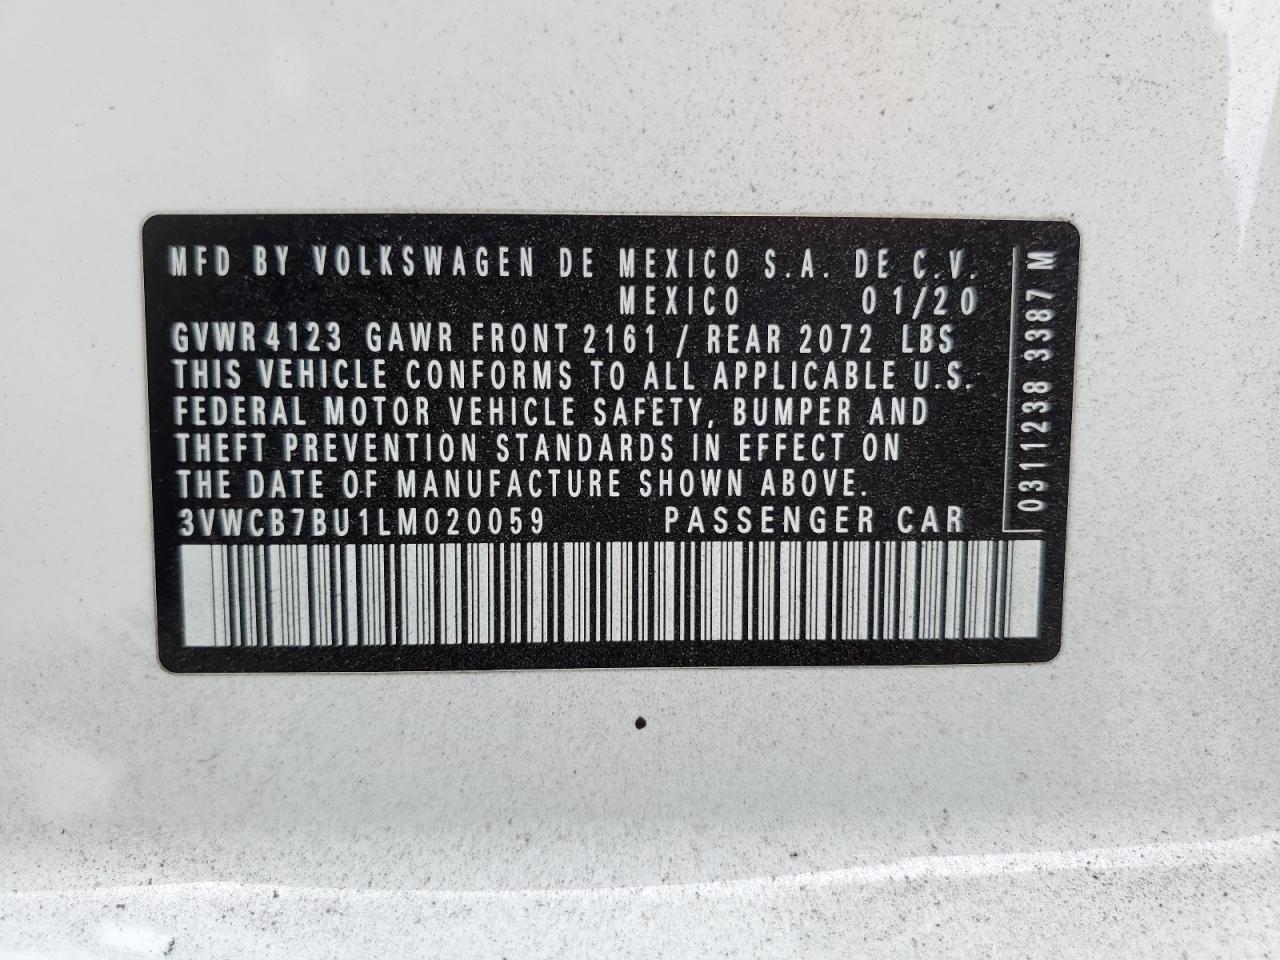 MFD BY VOLKSWAGEN DE MEXICO S.A. DE C.V.
MEXICO 01/20
GVWR 4123 GAWR FRONT 2161 / REAR 2072 LBS
THIS VEHICLE CONFORMS TO ALL APPLICABLE U.S.
FEDERAL MOTOR VEHICLE SAFETY, BUMPER AND
THEFT PREVENTION STANDARDS IN EFFECT ON
THE DATE OF MANUFACTURE SHOWN ABOVE.
3VWCB7BU1LM020059 PASSENGER CAR
0311238 3387 M